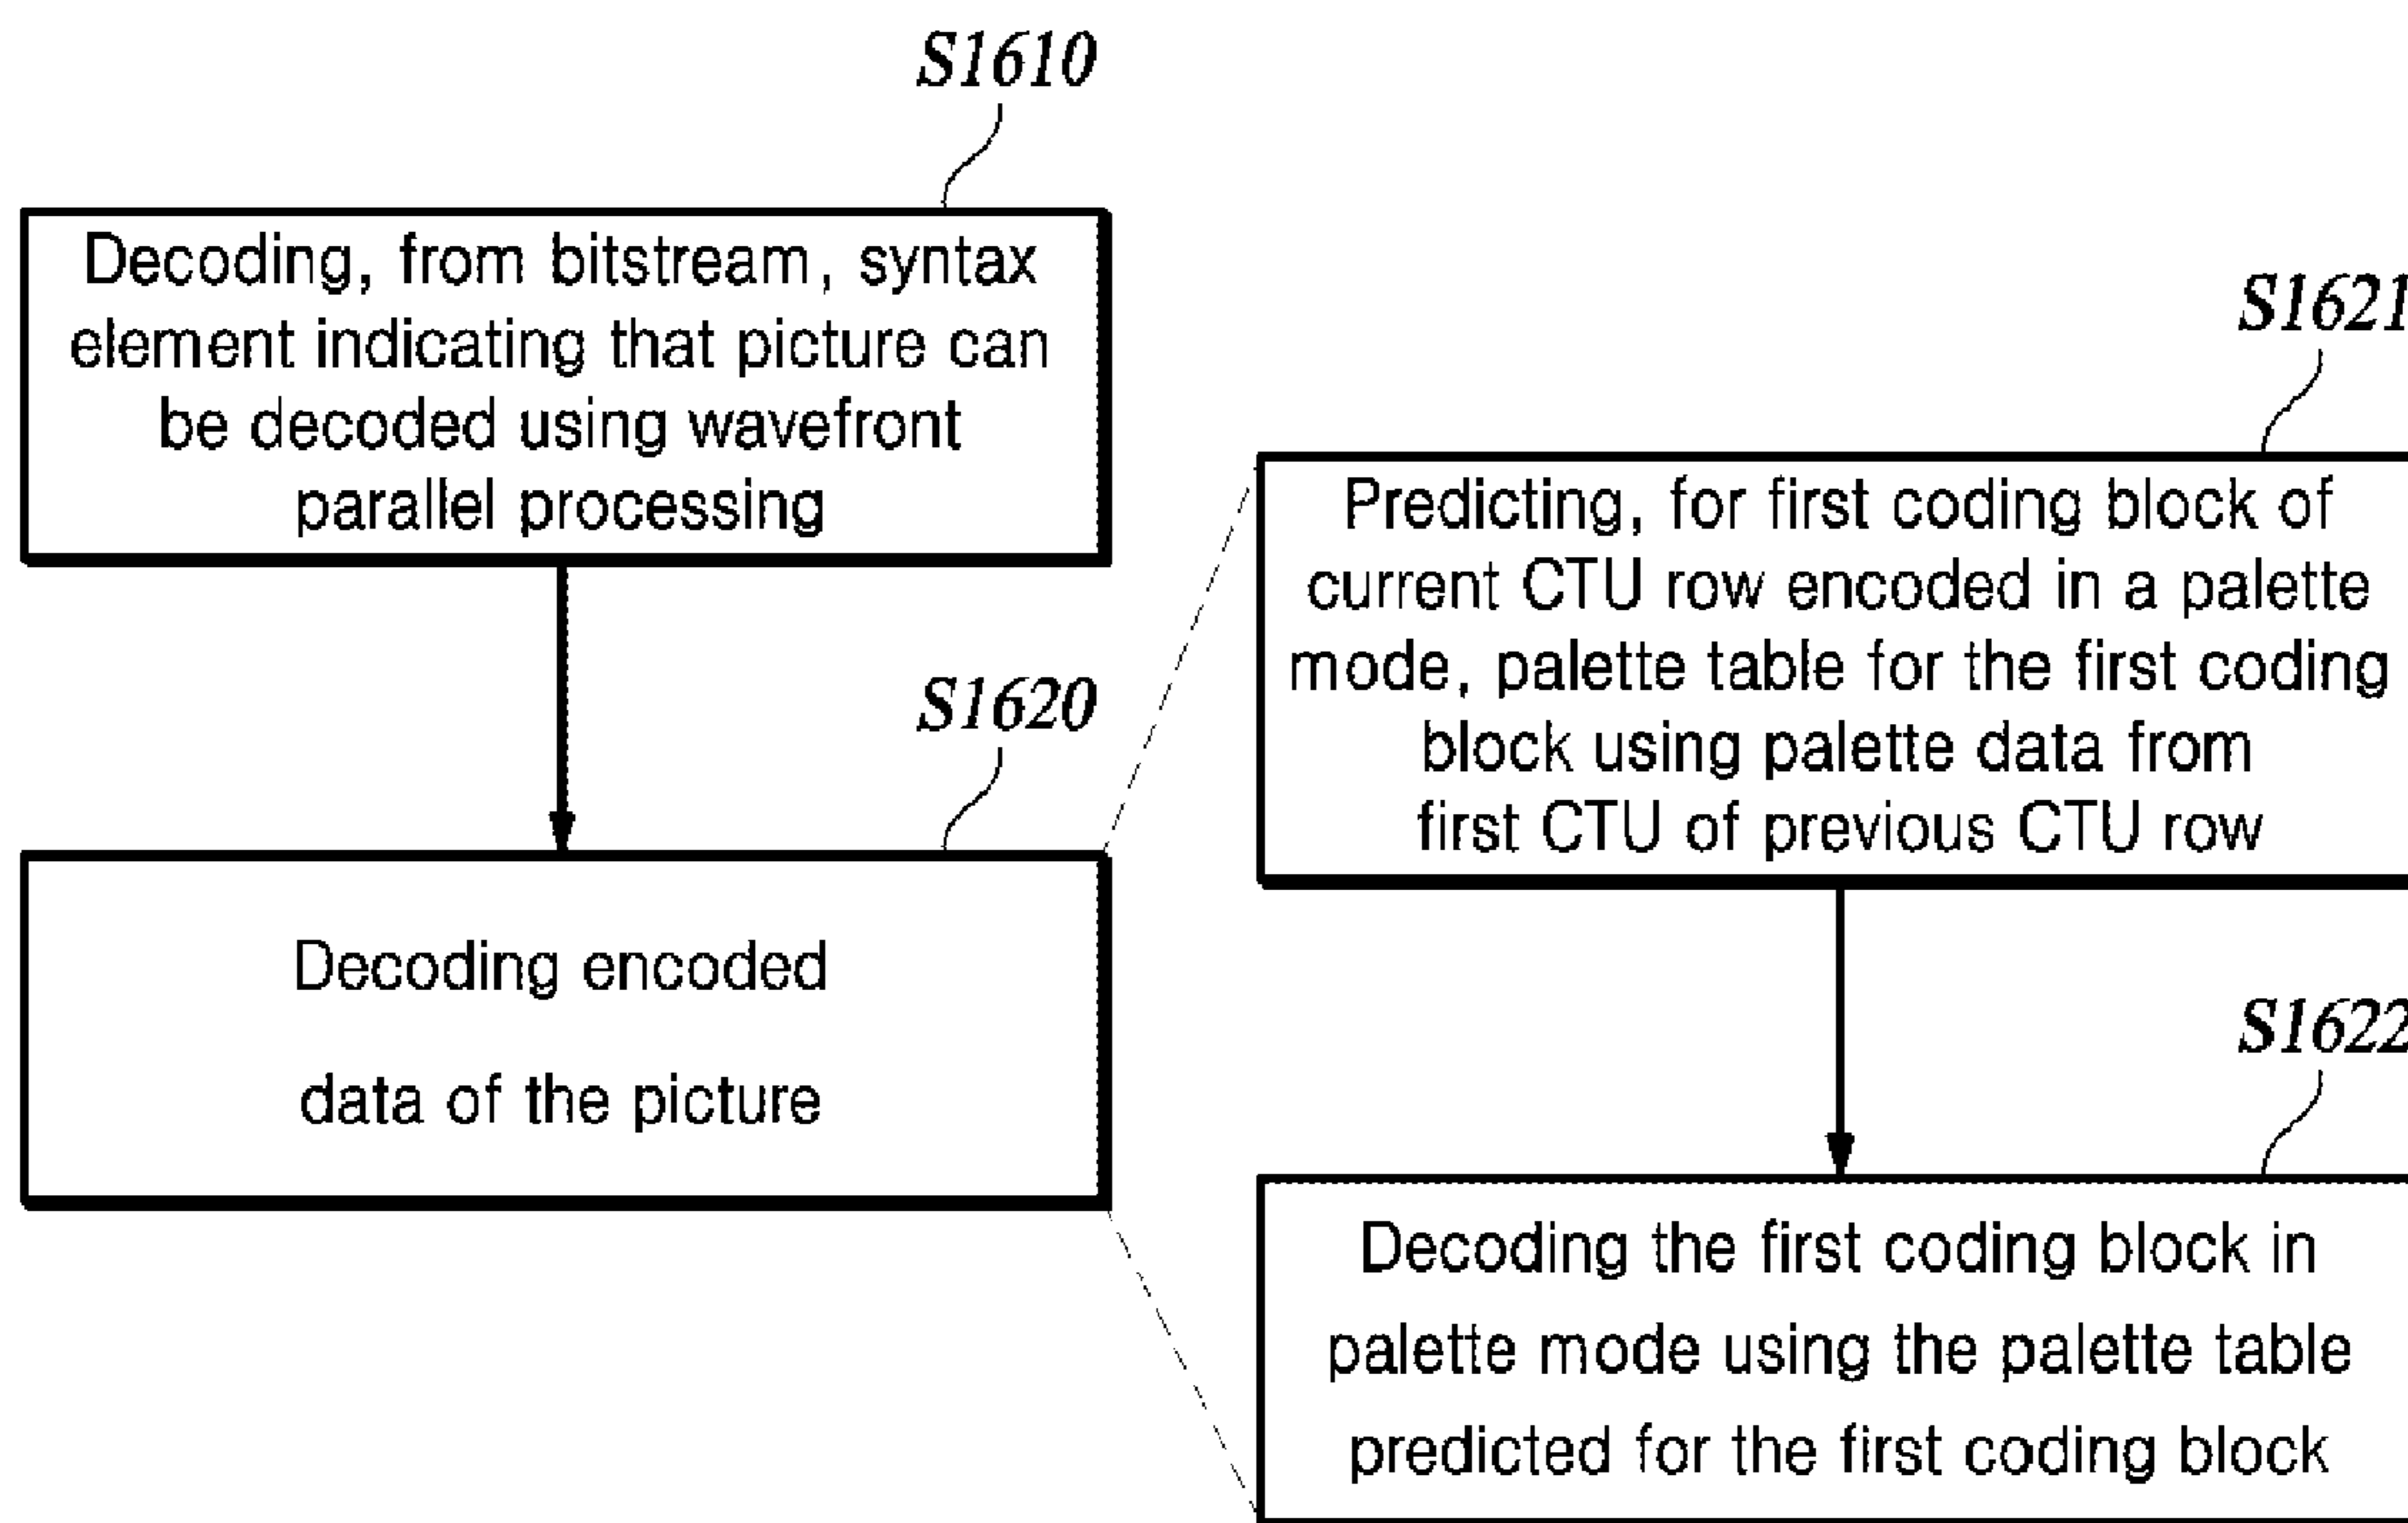 S1610
Decoding, from bitstream, syntax
element indicating that picture can
be decoded using wavefront
parallel processing
S1620
Decoding encoded
data of the picture
S1621
Predicting, for first coding block of
current CTU row encoded in a palette
mode, palette table for the first coding
block using palette data from
first CTU of previous CTU row
S1622
Decoding the first coding block in
palette mode using the palette table
predicted for the first coding block